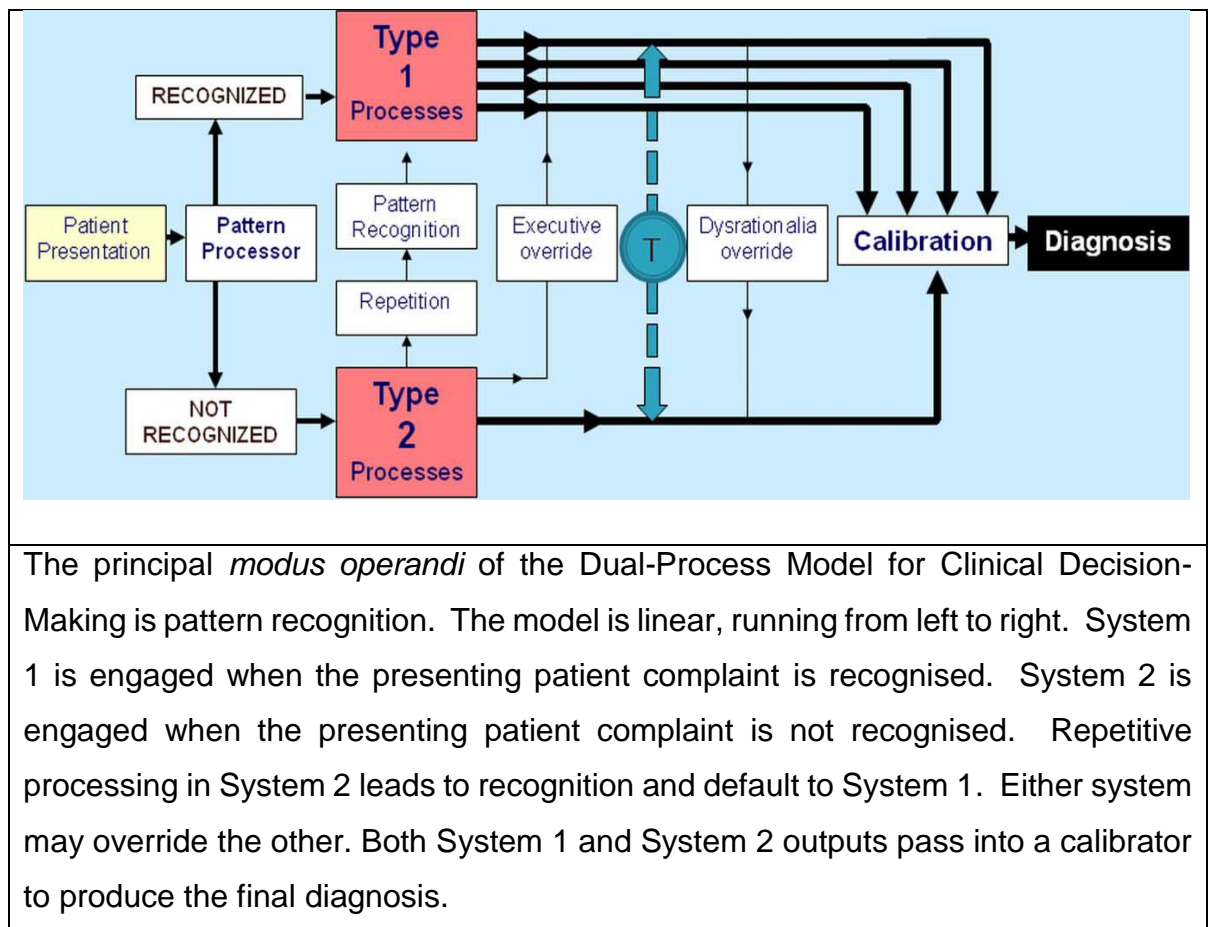 Type
1
Processes
RECOGNIZED
Patient
Presentation
Pattern
Processor
Pattern
Recognition
Repetition
Executive
override
T
Dysrationalia
override
Calibration
Diagnosis
NOT
RECOGNIZED
Type
2
Processes
The principal modus operandi of the Dual-Process Model for Clinical Decision-
Making is pattern recognition. The model is linear, running from left to right. System
1 is engaged when the presenting patient complaint is recognised. System 2 is
engaged when the presenting patient complaint is not recognised. Repetitive
processing in System 2 leads to recognition and default to System 1. Either system
may override the other. Both System 1 and System 2 outputs pass into a calibrator
to produce the final diagnosis.